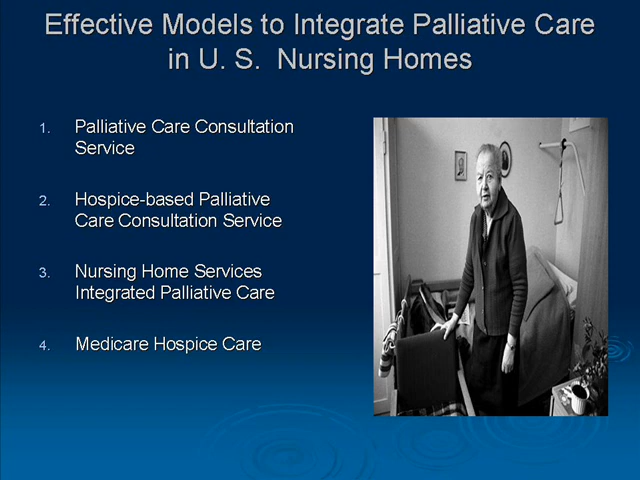 Effective Models to Integrate Palliative Care
in U. S.  Nursing Homes
1. Palliative Care Consultation
Service
2. Hospice-based Palliative
Care Consultation Service
3. Nursing Home Services
Integrated Palliative Care
4. Medicare Hospice Care